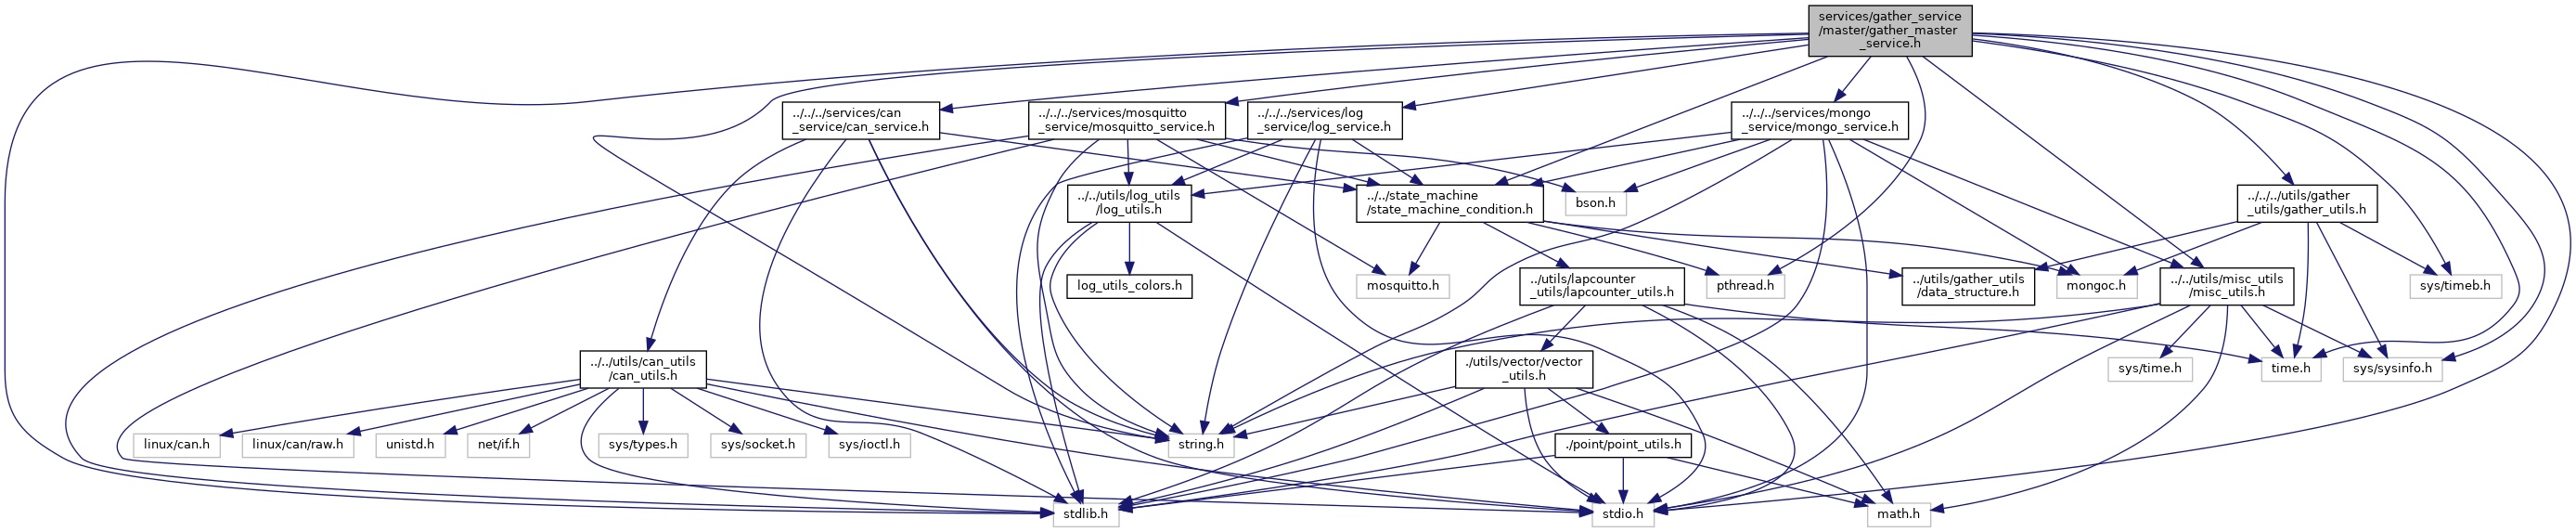 services/gather_service
/master/gather_master
_service.h
../../../services/can
_service/can_service.h
../../../services/mosquitto
_service/mosquitto_service.h
../../../services/log
_service/log_service.h
../../../services/mongo
_service/mongo_service.h
../../utils/log_utils
/log_utils.h
../../state_machine
/state_machine_condition.h
bson.h
../../../utils/gather
_utils/gather_utils.h
log_utils_colors.h
mosquitto.h
../utils/lapcounter
_utils/lapcounter_utils.h
pthread.h
../utils/gather_utils
/data_structure.h
mongoc.h
../../utils/misc_utils
/misc_utils.h
sys/timeb.h
../../utils/can_utils
/can_utils.h
./utils/vector/vector
_utils.h
sys/time.h
time.h
sys/sysinfo.h
linux/can.h
linux/can/raw.h
unistd.h
net/if.h
sys/types.h
sys/socket.h
sys/ioctl.h
string.h
./point/point_utils.h
stdlib.h
stdio.h
math.h